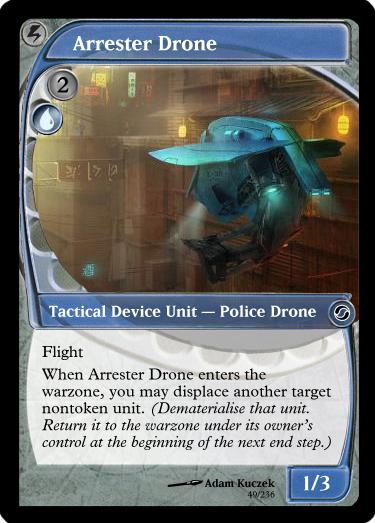 Arrester Drone
2
Tactical Device Unit — Police Drone
Flight
When Arrester Drone enters the
warzone, you may displace another target
nontoken unit. (Dematerialise that unit.
Return it to the warzone under its owner's
control at the beginning of the next end step.)
Adam Kuczek
49/236
1/3